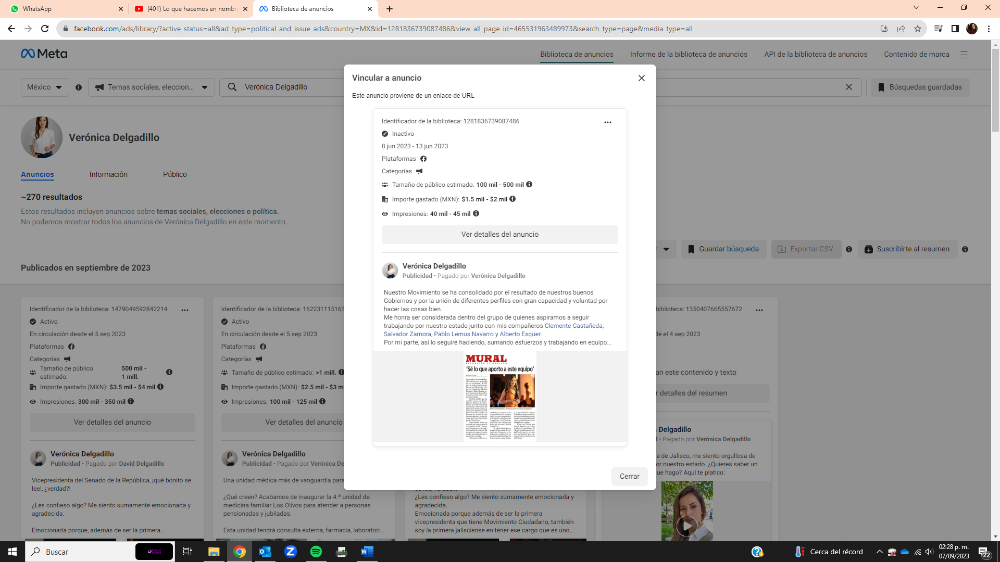 WhatsApp
(401) Lo que hacemos en nombre
Biblioteca de anuncios
facebook.com/ads/library/?active_status=all&ad_type=political_and_issue_ads&country=MX&id=1281836739087486&view_all_page_id=465531963489973&search_type=page&media_type=all
Meta
Biblioteca de anuncios
Informe de la biblioteca de anuncios
API de la biblioteca de anuncios
Contenido de marca
México
Temas sociales, eleccion...
Verónica Delgadillo
Búsquedas guardadas
Verónica Delgadillo
Anuncios
Información
Público
~270 resultados
Estos resultados incluyen anuncios sobre temas sociales, elecciones o política.
No podemos mostrar todos los anuncios de Verónica Delgadillo en este momento.
Guardar búsqueda
Exportar CSV
Suscribirte al resumen
Publicados en septiembre de 2023
Vincular a anuncio
Este anuncio proviene de un enlace de URL
Identificador de la biblioteca: 1281836739087486
Inactivo
8 jun 2023 - 13 jun 2023
Plataformas
Categorías
Tamaño de público estimado: 100 mil - 500 mil
Importe gastado (MXN): $1.5 mil - $2 mil
Impresiones: 40 mil - 45 mil
Ver detalles del anuncio
Verónica Delgadillo
Publicidad • Pagado por Verónica Delgadillo
Nuestro Movimiento se ha consolidado por el resultado de nuestros buenos
Gobiernos y por la unión de diferentes perfiles con gran capacidad y voluntad por
hacer las cosas bien.
Me honra ser considerada dentro del grupo de quienes aspiramos a seguir
trabajando por nuestro estado junto con mis compañeros Clemente Castañeda,
Salvador Zamora, Pablo Lemus Navarro y Alberto Esquer.
Por mi parte, así lo seguiré haciendo, sumando esfuerzos y trabajando en equipo...
MURAL
'Sé lo que aporto a este equipo'
Cerrar
Identificador de la biblioteca: 1479049592842214
Activo
En circulación desde el 5 sep 2023
Plataformas
Categorías
Tamaño de público
estimado:
500 mil -
1 mill.
Importe gastado (MXN): $3.5 mil - $4 mil
Impresiones: 300 mil - 350 mil
Ver detalles del anuncio
Verónica Delgadillo
Publicidad • Pagado por David Delgadillo
Vicepresidenta del Senado de la República, ¡qué bonito se
lee!, ¿verdad?!
¿Les confieso algo? Me siento sumamente emocionada y
agradecida.
Emocionada porque, además de ser la primera...
Identificador de la biblioteca: 162231115163
Activo
En circulación desde el 5 sep 2023
Plataformas
Categorías
Tamaño de público estimado: >1 mill.
Importe gastado (MXN): $2.5 mil - $3 m
Impresiones: 100 mil - 125 mil
Ver detalles del anuncio
Verónica Delgadillo
Publicidad • Pagado por Verónica De
Una unidad médica más de vanguardia para
¿Qué creen? Acabamos de inaugurar la 4.ª unidad de
medicina familiar Los Olivos para atender a personas
pensionadas y jubiladas.
Esta unidad tendrá consulta externa, farmacia, laboratori...
¿Les confieso algo? Me siento sumamente emocionada y
agradecida.
Emocionada porque además de ser la primera
vicepresidenta que tiene Movimiento Ciudadano, también
soy la primera jalisciense en tener ese cargo que es uno...
biblioteca: 1350407665557672
e el 4 sep 2023
an este contenido y texto
r detalles del resumen
Delgadillo
• Pagado por Verónica Delgadillo
a de Jalisco, me siento orgullosa de
or nuestro estado. ¿Quieres saber un
ue hago? Aquí te platico:
Buscar
Cerca del récord
02:28 p. m.
07/09/2023
22